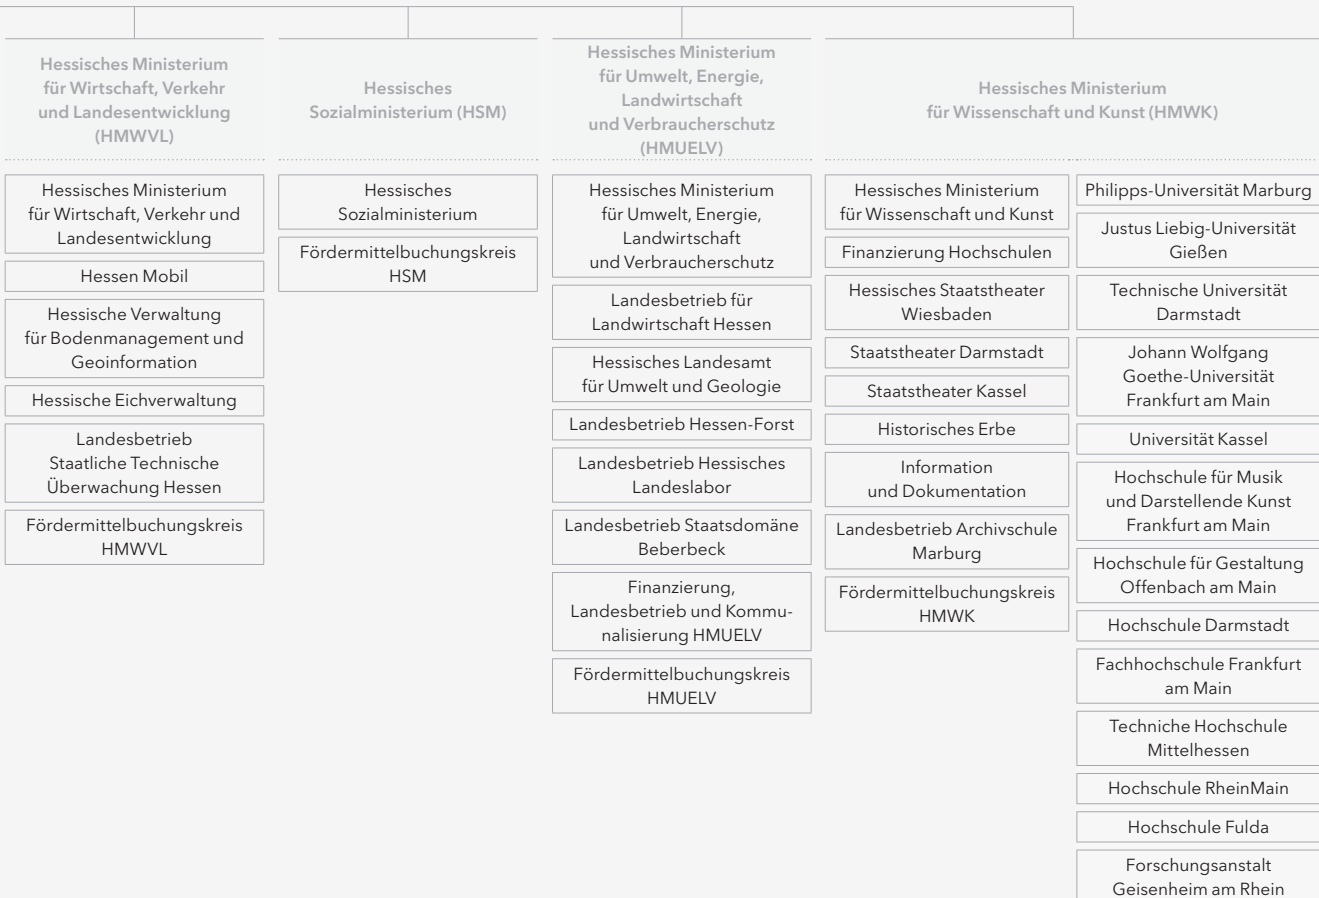 Hessisches Ministerium
für Wirtschaft, Verkehr
und Landesentwicklung
(HMWVL)
Hessisches Ministerium
für Wirtschaft, Verkehr und
Landesentwicklung
Hessen Mobil
Hessische Verwaltung
für Bodenmanagement und
Geoinformation
Hessische Eichverwaltung
Landesbetrieb
Staatliche Technische
Überwachung Hessen
Fördermittelbuchungskreis
HMWVL
Hessisches
Sozialministerium (HSM)
Hessisches
Sozialministerium
Fördermittelbuchungskreis
HSM
Hessisches Ministerium
für Umwelt, Energie,
Landwirtschaft
und Verbraucherschutz
(HMUELV)
Hessisches Ministerium
für Umwelt, Energie,
Landwirtschaft
und Verbraucherschutz
Landesbetrieb für
Landwirtschaft Hessen
Hessisches Landesamt
für Umwelt und Geologie
Landesbetrieb Hessen-Forst
Landesbetrieb Hessisches
Landeslabor
Landesbetrieb Staatsdomäne
Beberbeck
Finanzierung,
Landesbetrieb und Kommu-
nalisierung HMUELV
Fördermittelbuchungskreis
HMUELV
Hessisches Ministerium
für Wissenschaft und Kunst (HMWK)
Hessisches Ministerium
für Wissenschaft und Kunst
Finanzierung Hochschulen
Hessisches Staatstheater
Wiesbaden
Staatstheater Darmstadt
Staatstheater Kassel
Historisches Erbe
Information
und Dokumentation
Landesbetrieb Archivschule
Marburg
Fördermittelbuchungskreis
HMWK
Philipps-Universität Marburg
Justus Liebig-Universität
Gießen
Technische Universität
Darmstadt
Johann Wolfgang
Goethe-Universität
Frankfurt am Main
Universität Kassel
Hochschule für Musik
und Darstellende Kunst
Frankfurt am Main
Hochschule für Gestaltung
Offenbach am Main
Hochschule Darmstadt
Fachhochschule Frankfurt
am Main
Techniche Hochschule
Mittelhessen
Hochschule RheinMain
Hochschule Fulda
Forschungsanstalt
Geisenheim am Rhein